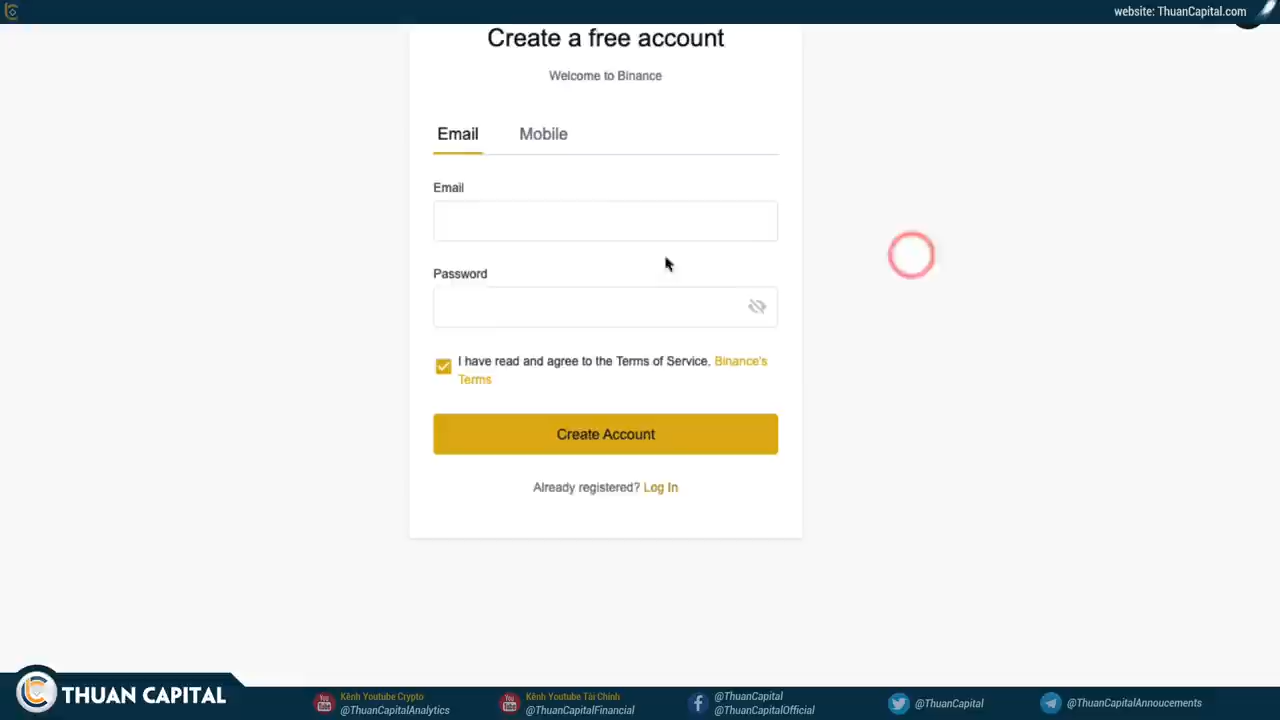 website: ThuanCapital.com
Create a free account
Welcome to Binance
Email Mobile
Email
Password
I have read and agree to the Terms of Service. Binance's
Terms
Create Account
Already registered? Log In
THUAN CAPITAL
Kênh Youtube Crypto
@ThuanCapitalAnalytics
Kênh Youtube Tài Chính
@ThuanCapitalFinancial
@ThuanCapital
@ThuanCapitalOfficial
@ThuanCapital
@ThuanCapitalAnnoucements